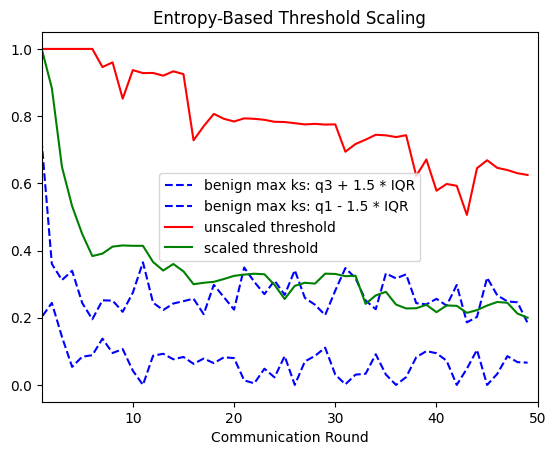 Entropy-Based Threshold Scaling
1.0
0.8
0.6
0.4
0.2
0.0
benign max ks: q3 + 1.5 * IQR
benign max ks: q1 - 1.5 * IQR
unscaled threshold
scaled threshold
10 20 30 40 50
Communication Round